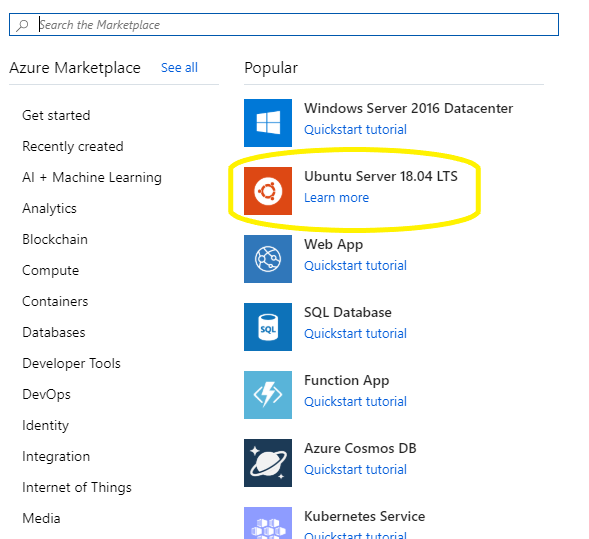 Search the Marketplace
Azure Marketplace See all
Get started
Recently created
AI + Machine Learning
Analytics
Blockchain
Compute
Containers
Databases
Developer Tools
DevOps
Identity
Integration
Internet of Things
Media
Popular
Windows Server 2016 Datacenter
Quickstart tutorial
Ubuntu Server 18.04 LTS
Learn more
Web App
Quickstart tutorial
SQL Database
SQL
Quickstart tutorial
Function App
Quickstart tutorial
Azure Cosmos DB
Quickstart tutorial
Kubernetes Service
Quickstart tutorial